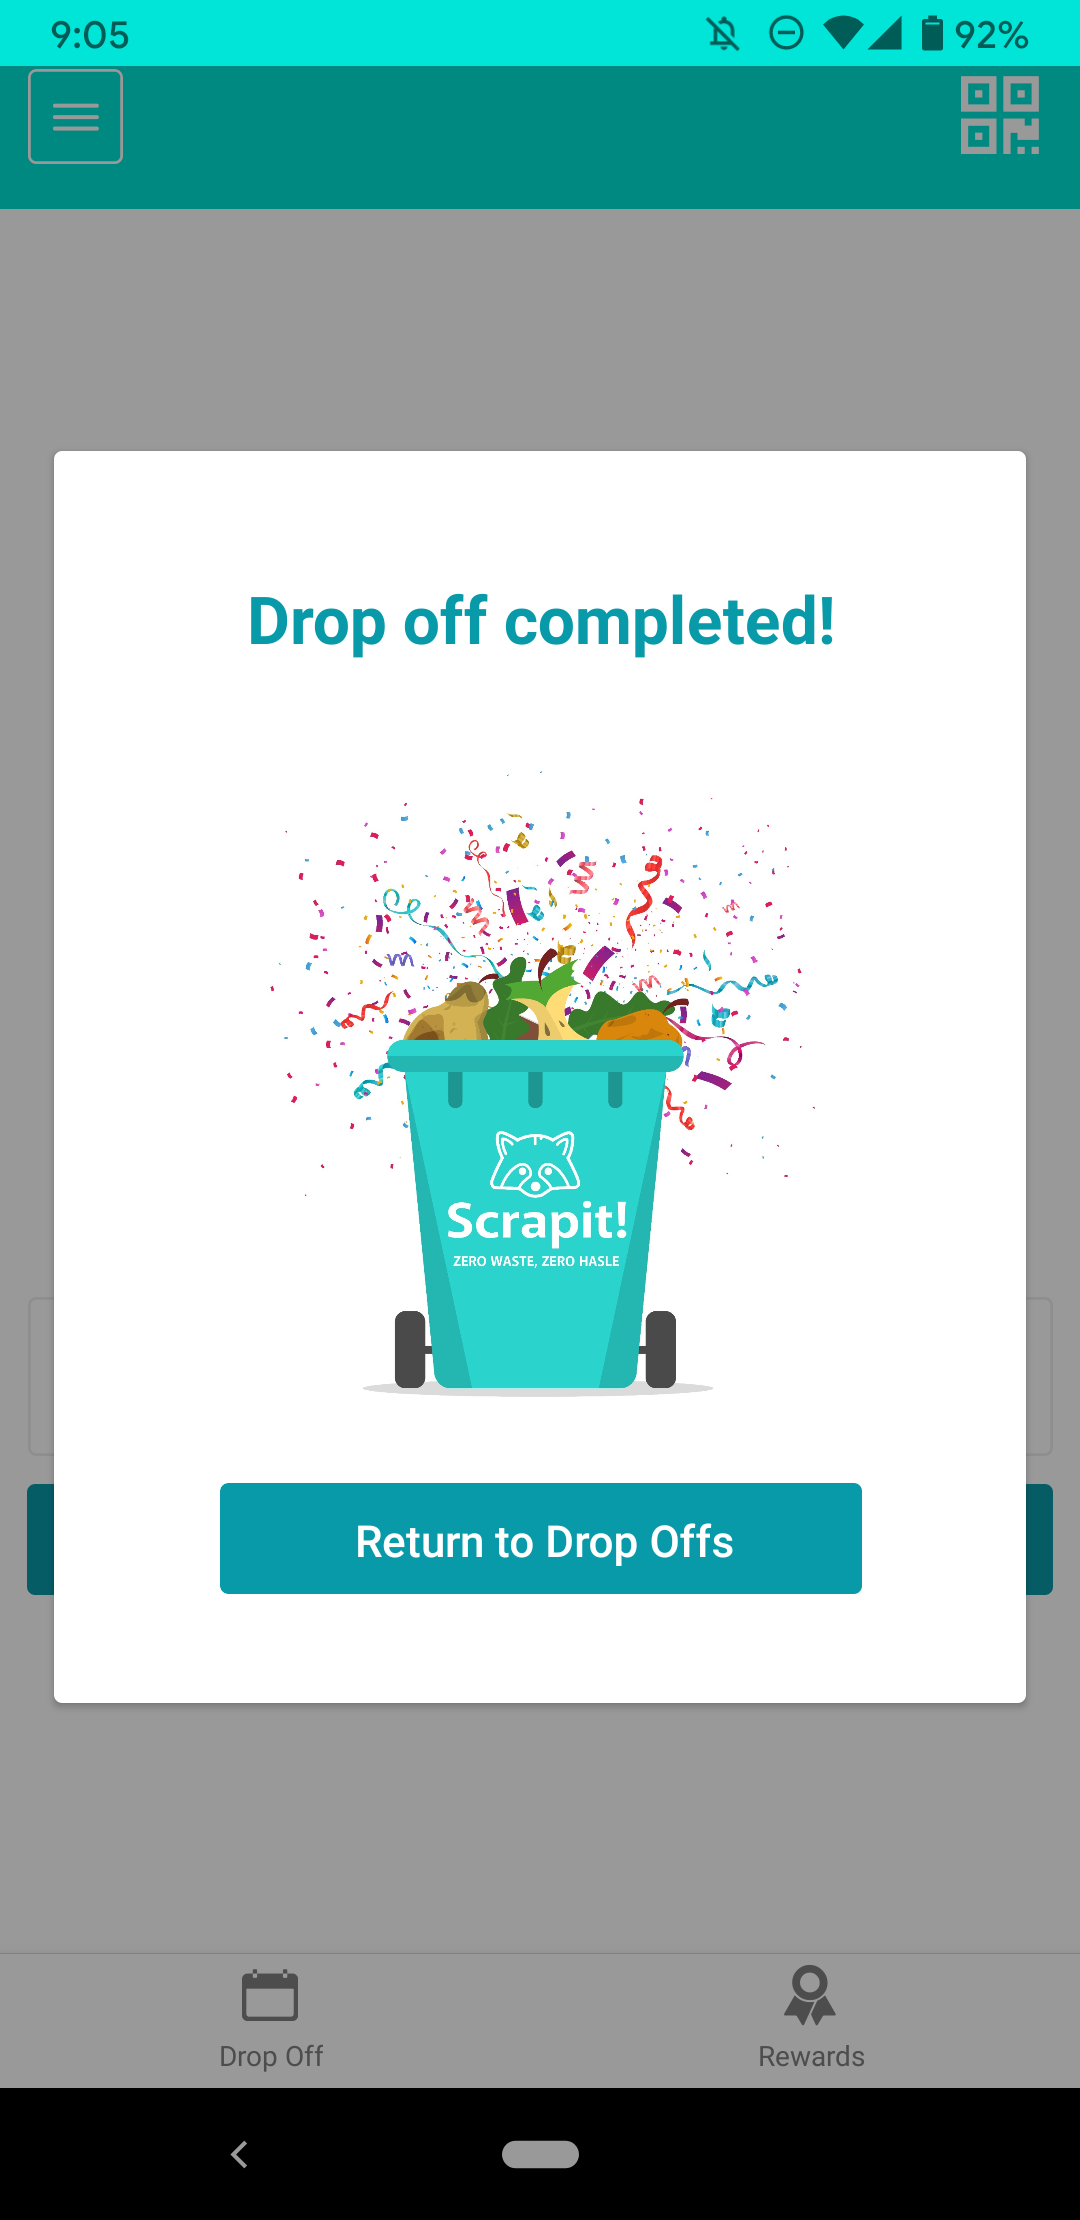 9:05
92%
Drop off completed!
Scrapit!
ZERO WASTE, ZERO HASLE
Return to Drop Offs
Drop Off
Rewards